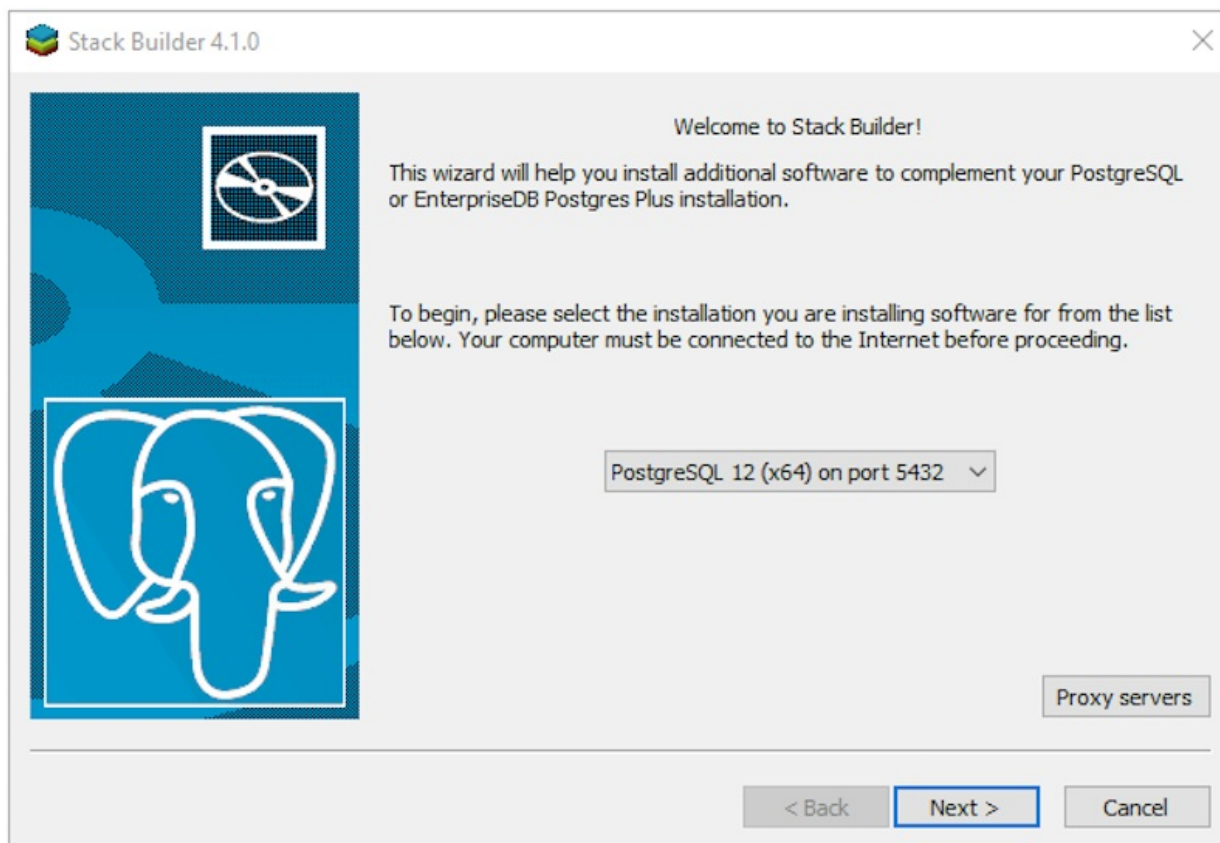 Stack Builder 4.1.0
Welcome to Stack Builder!
This wizard will help you install additional software to complement your PostgreSQL
or EnterpriseDB Postgres Plus installation.
To begin, please select the installation you are installing software for from the list
below. Your computer must be connected to the Internet before proceeding.
PostgreSQL 12 (x64) on port 5432
Proxy servers
< Back
Next >
Cancel